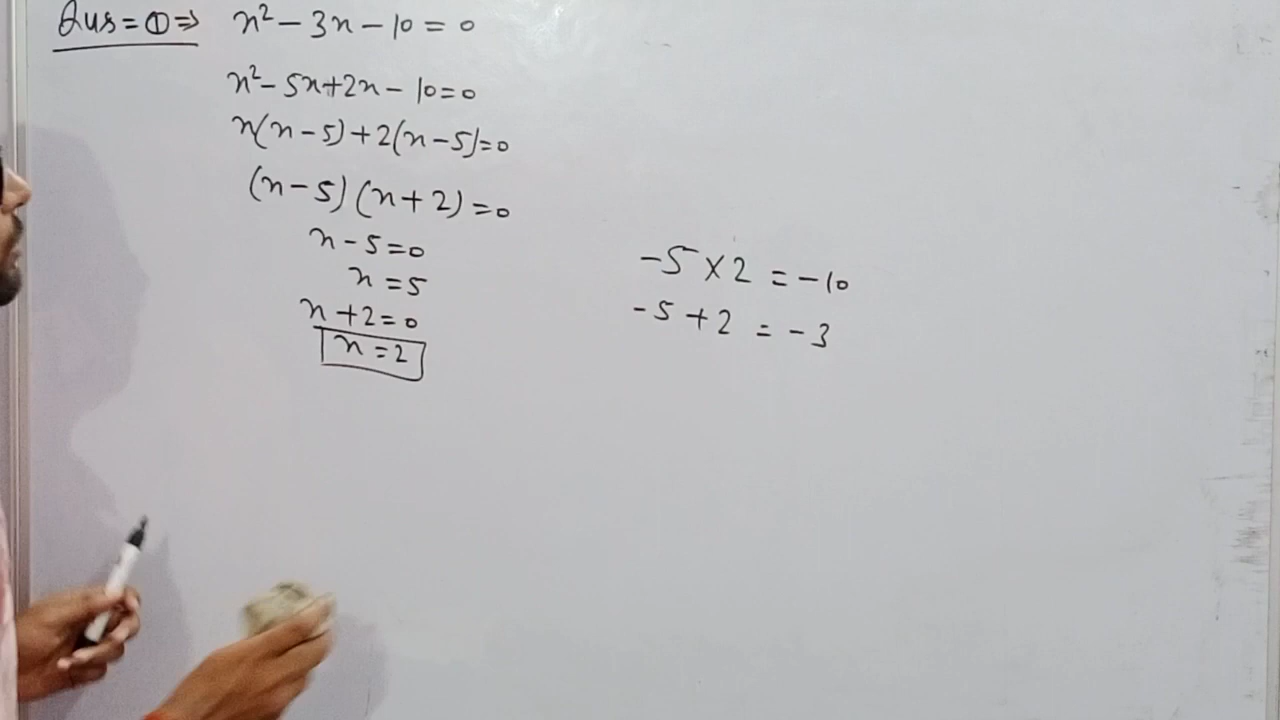 Qus = ① ⇒ x² - 3x - 10 = 0
x² - 5x + 2x - 10 = 0
x(x - 5) + 2(x - 5) = 0
(x - 5) (x + 2) = 0
x - 5 = 0
x = 5
x + 2 = 0
x = 2
-5 × 2 = -10
-5 + 2 = -3